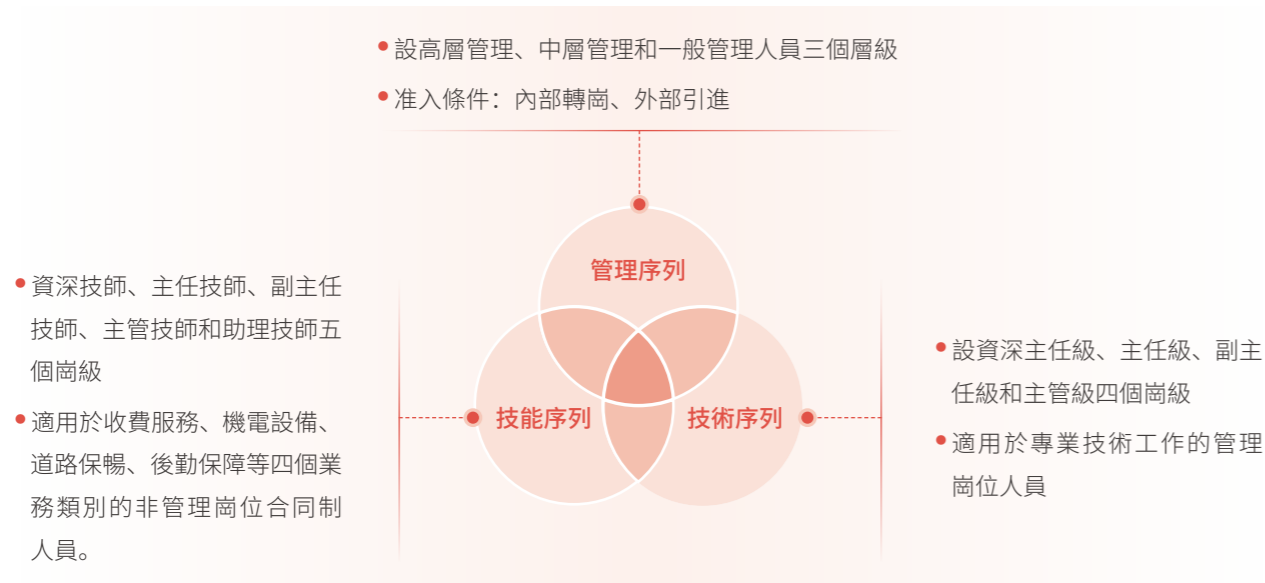 設高層管理、中層管理和一般管理人員三個層級
准入條件：內部轉崗、外部引進
管理序列
資深技師、主任技師、副主任
技師、主管技師和助理技師五
個崗級
適用於收費服務、機電設備、
道路保暢、後勤保障等四個業
務類別的非管理崗位合同制
人員。
技能序列
技術序列
設資深主任級、主任級、副主
任級和主管級四個崗級
適用於專業技術工作的管理
崗位人員